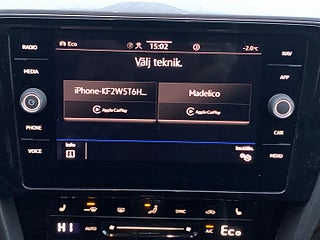 RADIO
MEDIA
PHONE
VOICE
Eco 15:02 -2.0°C
Välj teknik.
iPhone-KF2W5T6H...
Apple CarPlay
Madelico
Apple CarPlay
Info
Inställn.
NAV
APP
CAR
MENU
HI AUTO SYNC A/C Eco